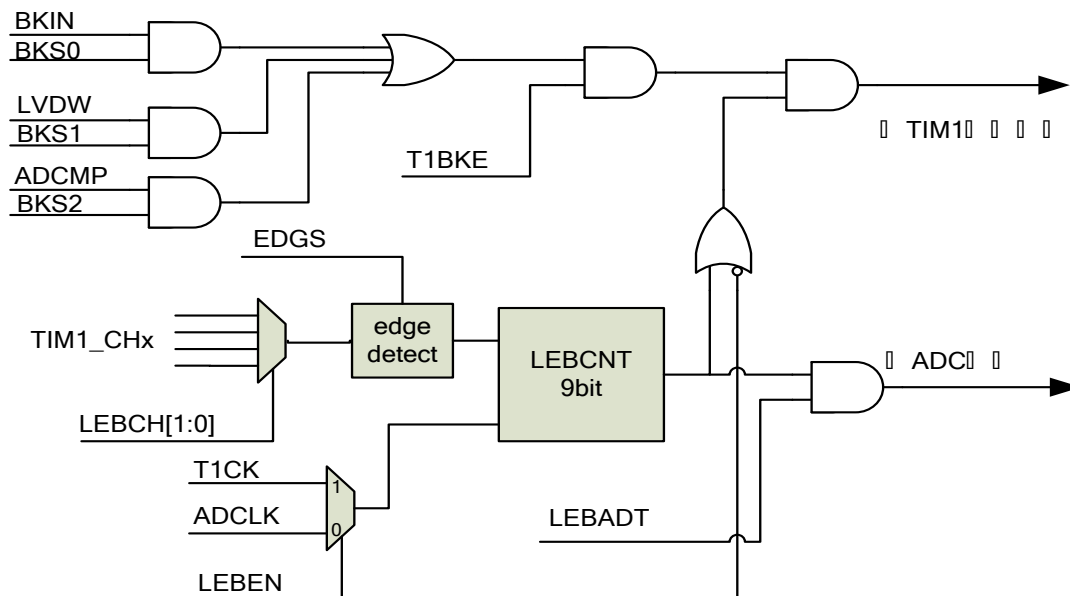 BKIN
BKS0
LVDW
BKS1
ADCMP
BKS2
T1BKE
TIM1
EDGS
TIM1_CHx
edge
detect
LEBCNT
9bit
ADC
LEBCH[1:0]
T1CK
1
ADCLK
0
LEBADT
LEBEN